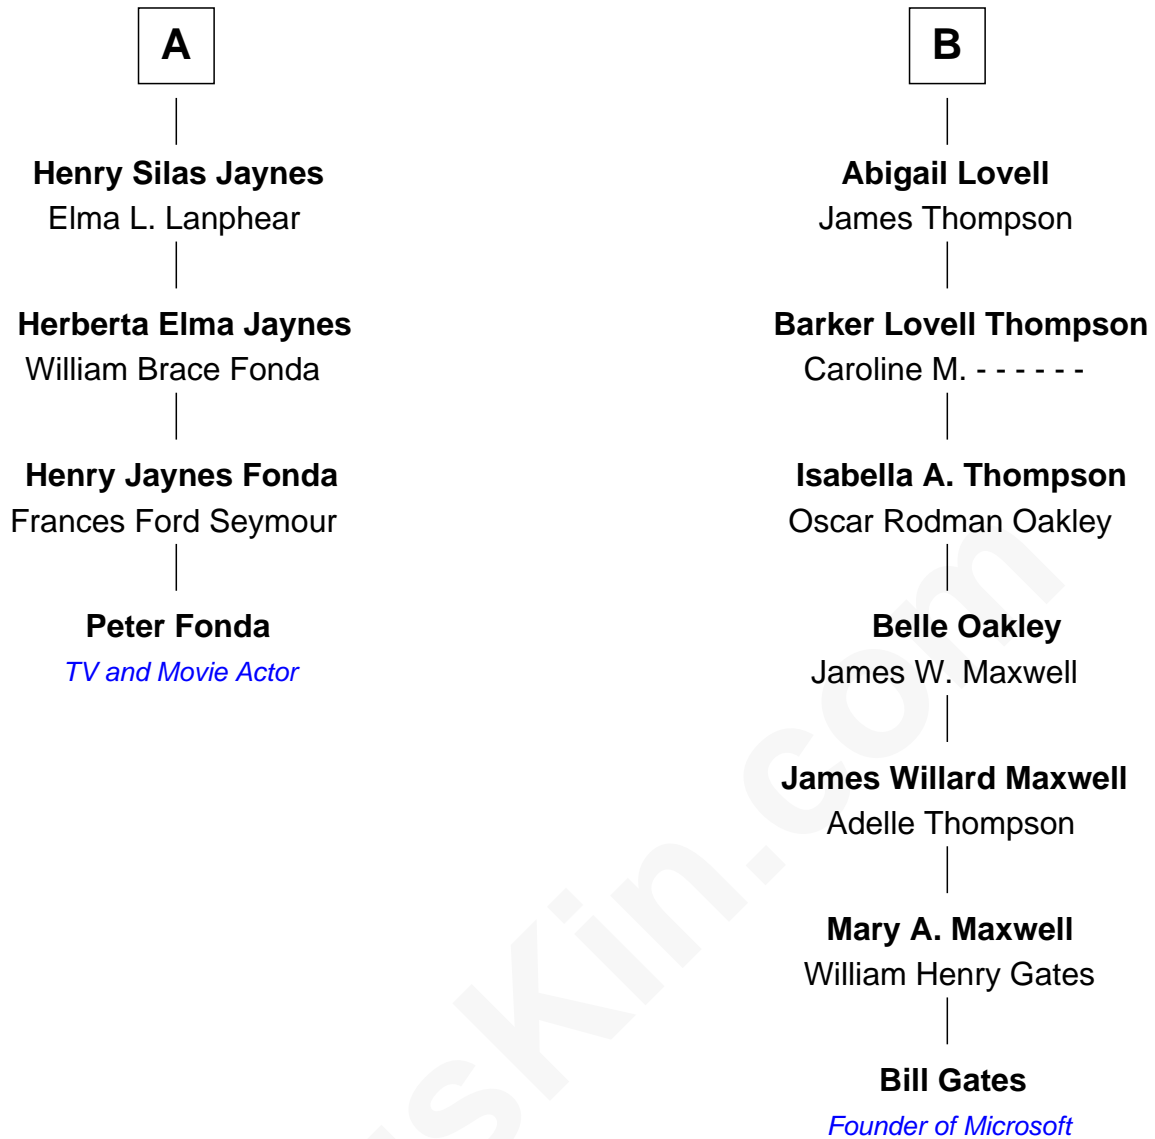 A
Henry Silas Jaynes
Elma L. Lanphear
Herberta Elma Jaynes
William Brace Fonda
Henry Jaynes Fonda
Frances Ford Seymour
Peter Fonda
TV and Movie Actor
B
Abigail Lovell
James Thompson
Barker Lovell Thompson
Caroline M. - - - - - -
Isabella A. Thompson
Oscar Rodman Oakley
Belle Oakley
James W. Maxwell
James Willard Maxwell
Adelle Thompson
Mary A. Maxwell
William Henry Gates
Bill Gates
Founder of Microsoft
sKin.com